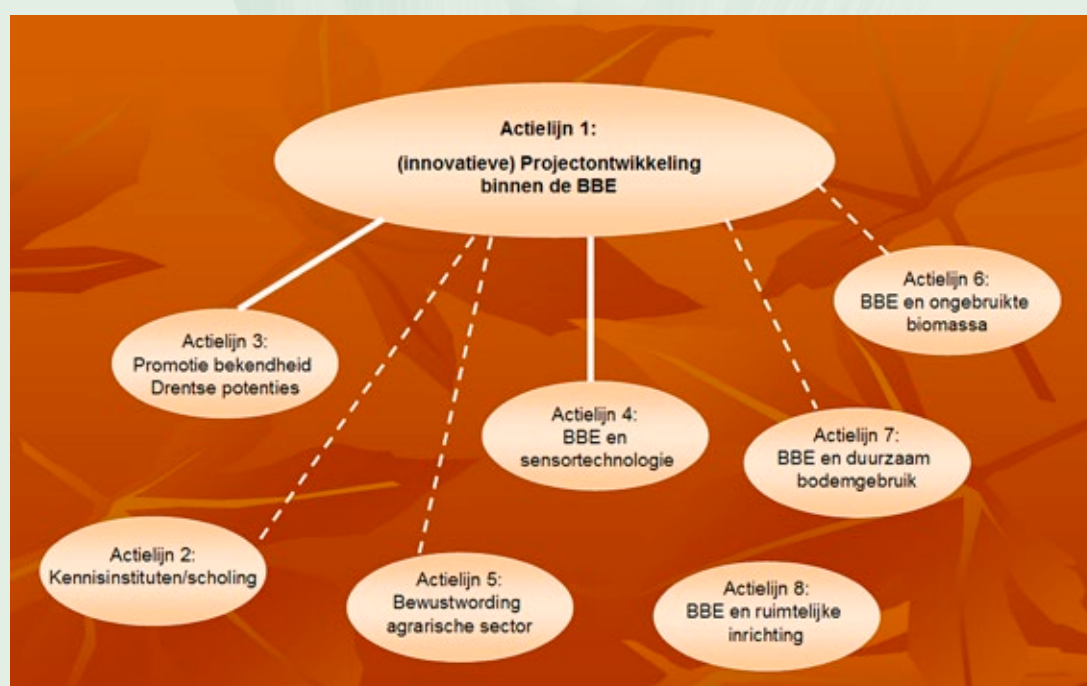 Actielijn 1:
(innovatieve) Projectontwikkeling
binnen de BBE
Actielijn 6:
BBE en ongebruikte
biomassa
Actielijn 3:
Promotie bekendheid
Drentse potenties
Actielijn 4:
BBE en
sensortechnologie
Actielijn 7:
BBE en duurzaam
bodemgebruik
Actielijn 2:
Kennisinstituten/scholing
Actielijn 5:
Bewustwording
agrarische sector
Actielijn 8:
BBE en ruimtelijke
inrichting